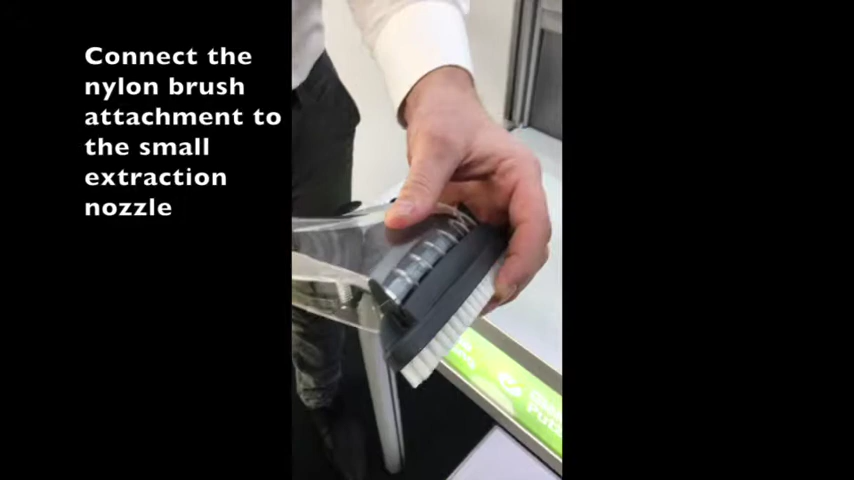 Connect the
nylon brush
attachment to
the small
extraction
nozzle